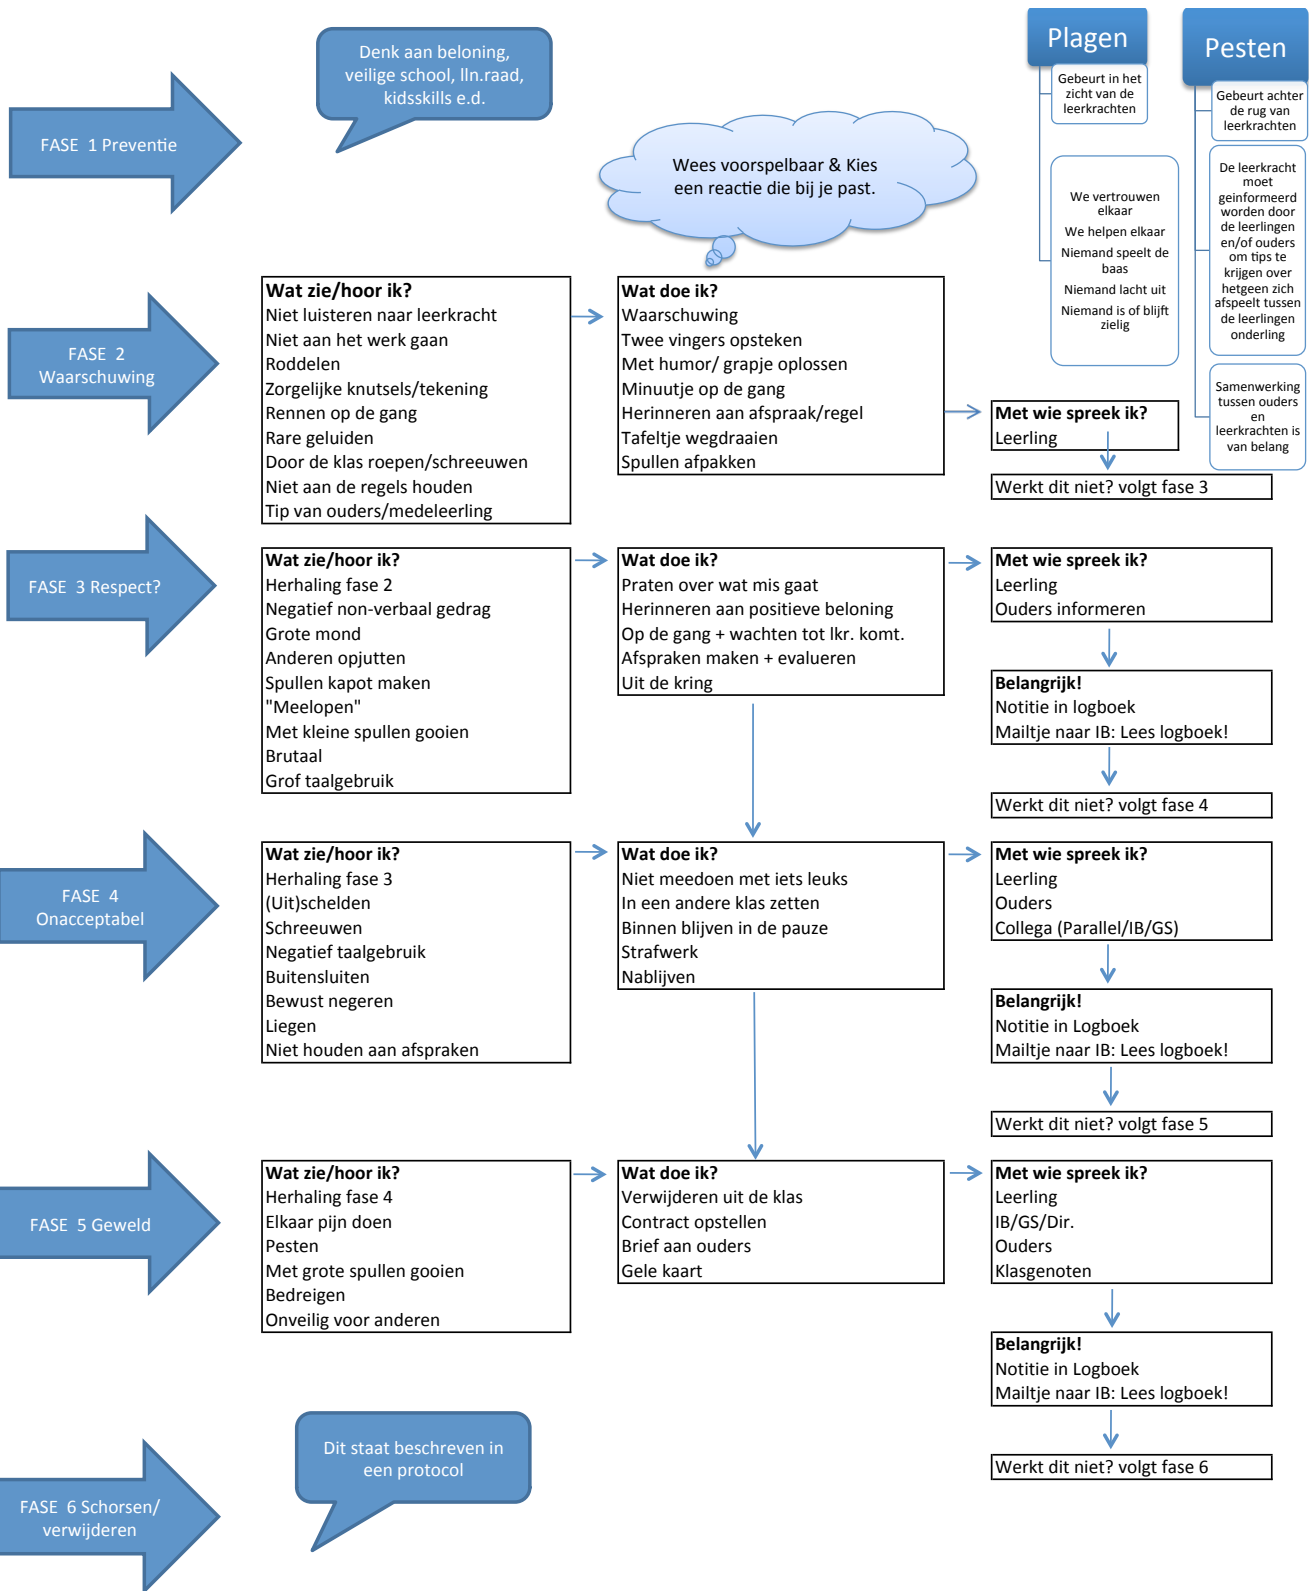 Denk aan beloning,
veilige school, lln.raad,
kidsskills e.d.
Plagen
Gebeurt in het
zicht van de
leerkrachten
We vertrouwen
elkaar
We helpen elkaar
Niemand speelt de
baas
Niemand lacht uit
Niemand is of blijft
zielig
Pesten
Gebeurt achter
de rug van
leerkrachten
De leerkracht
moet
geinformeerd
worden door
de leerlingen
en/of ouders
om tips te
krijgen over
hetgeen zich
afspeelt tussen
de leerlingen
onderling
Samenwerking
tussen ouders
en
leerkrachten is
van belang
FASE 1 Preventie
Wees voorspelbaar & Kies
een reactie die bij je past.
FASE 2
Waarschuwing
Wat zie/hoor ik?
Niet luisteren naar leerkracht
Niet aan het werk gaan
Roddelen
Zorgelijke knutsels/tekening
Rennen op de gang
Rare geluiden
Door de klas roepen/schreeuwen
Niet aan de regels houden
Tip van ouders/medeleerling
Wat doe ik?
Waarschuwing
Twee vingers opsteken
Met humor/ grapje oplossen
Minuutje op de gang
Herinneren aan afspraak/regel
Tafeltje wegdraaien
Spullen afpakken
Met wie spreek ik?
Leerling
Werkt dit niet? volgt fase 3
FASE 3 Respect?
Wat zie/hoor ik?
Herhaling fase 2
Negatief non-verbaal gedrag
Grote mond
Anderen opjutten
Spullen kapot maken
"Meelopen"
Met kleine spullen gooien
Brutaal
Grof taalgebruik
Wat doe ik?
Praten over wat mis gaat
Herinneren aan positieve beloning
Op de gang + wachten tot lkr. komt.
Afspraken maken + evalueren
Uit de kring
Met wie spreek ik?
Leerling
Ouders informeren
Belangrijk!
Notitie in logboek
Mailtje naar IB: Lees logboek!
Werkt dit niet? volgt fase 4
FASE 4
Onacceptabel
Wat zie/hoor ik?
Herhaling fase 3
(Uit)schelden
Schreeuwen
Negatief taalgebruik
Buitensluiten
Bewust negeren
Liegen
Niet houden aan afspraken
Wat doe ik?
Niet meedoen met iets leuks
In een andere klas zetten
Binnen blijven in de pauze
Strafwerk
Nablijven
Met wie spreek ik?
Leerling
Ouders
Collega (Parallel/IB/GS)
Belangrijk!
Notitie in Logboek
Mailtje naar IB: Lees logboek!
Werkt dit niet? volgt fase 5
FASE 5 Geweld
Wat zie/hoor ik?
Herhaling fase 4
Elkaar pijn doen
Pesten
Met grote spullen gooien
Bedreigen
Onveilig voor anderen
Wat doe ik?
Verwijderen uit de klas
Contract opstellen
Brief aan ouders
Gele kaart
Met wie spreek ik?
Leerling
IB/GS/Dir.
Ouders
Klasgenoten
Belangrijk!
Notitie in Logboek
Mailtje naar IB: Lees logboek!
Werkt dit niet? volgt fase 6
FASE 6 Schorsen/
verwijderen
Dit staat beschreven in
een protocol